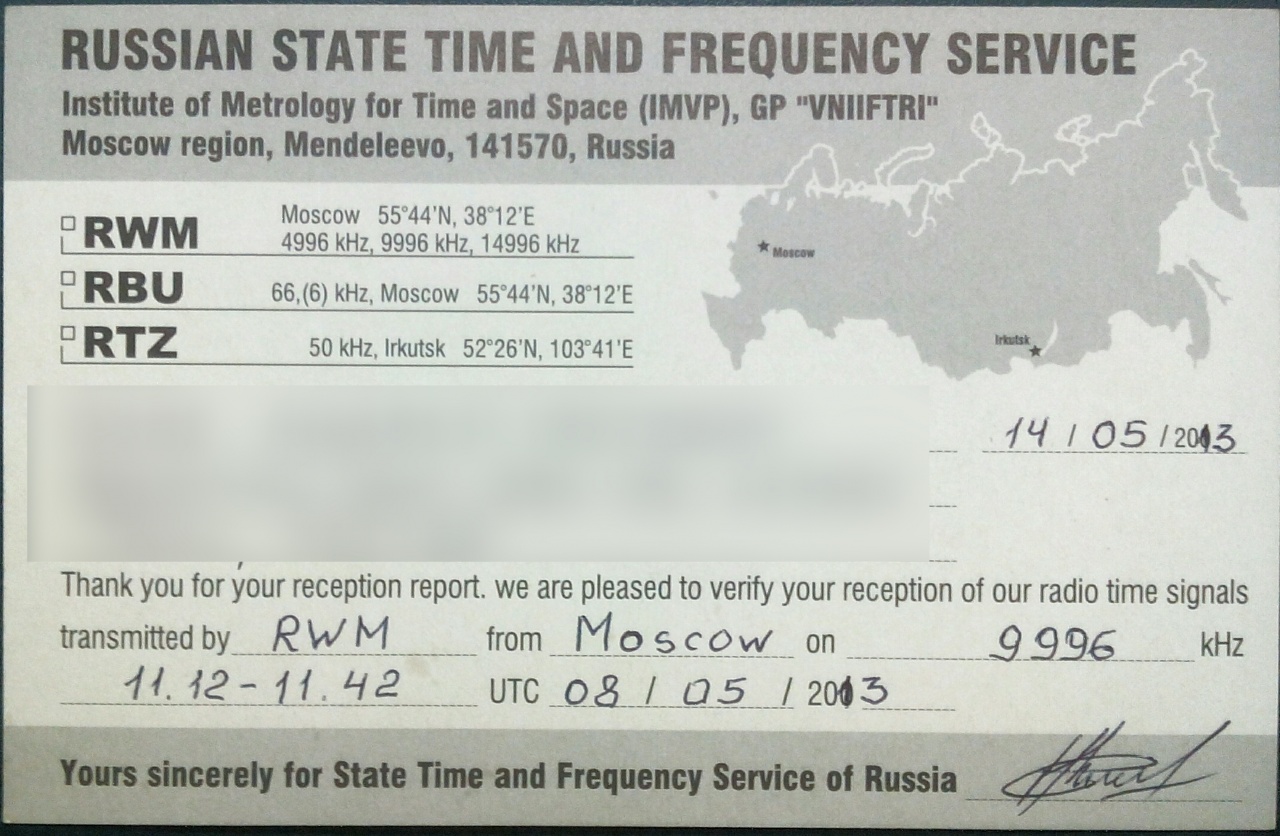 RUSSIAN STATE TIME AND FREQUENCY SERVICE
Institute of Metrology for Time and Space (IMVP), GP "VNIIFTRI"
Moscow region, Mendeleevo, 141570, Russia
RWM Moscow 55°44'N, 38°12'E
4996 kHz, 9996 kHz, 14996 kHz
RBU 66,(6) kHz, Moscow 55°44'N, 38°12'E
RTZ 50 kHz, Irkutsk 52°26'N, 103°41'E
Moscow
Irkutsk
14 / 05 / 2013
Thank you for your reception report. we are pleased to verify your reception of our radio time signals
transmitted by RWM from Moscow on 9996 kHz
11.12 - 11.42 UTC 08 / 05 / 2013
Yours sincerely for State Time and Frequency Service of Russia